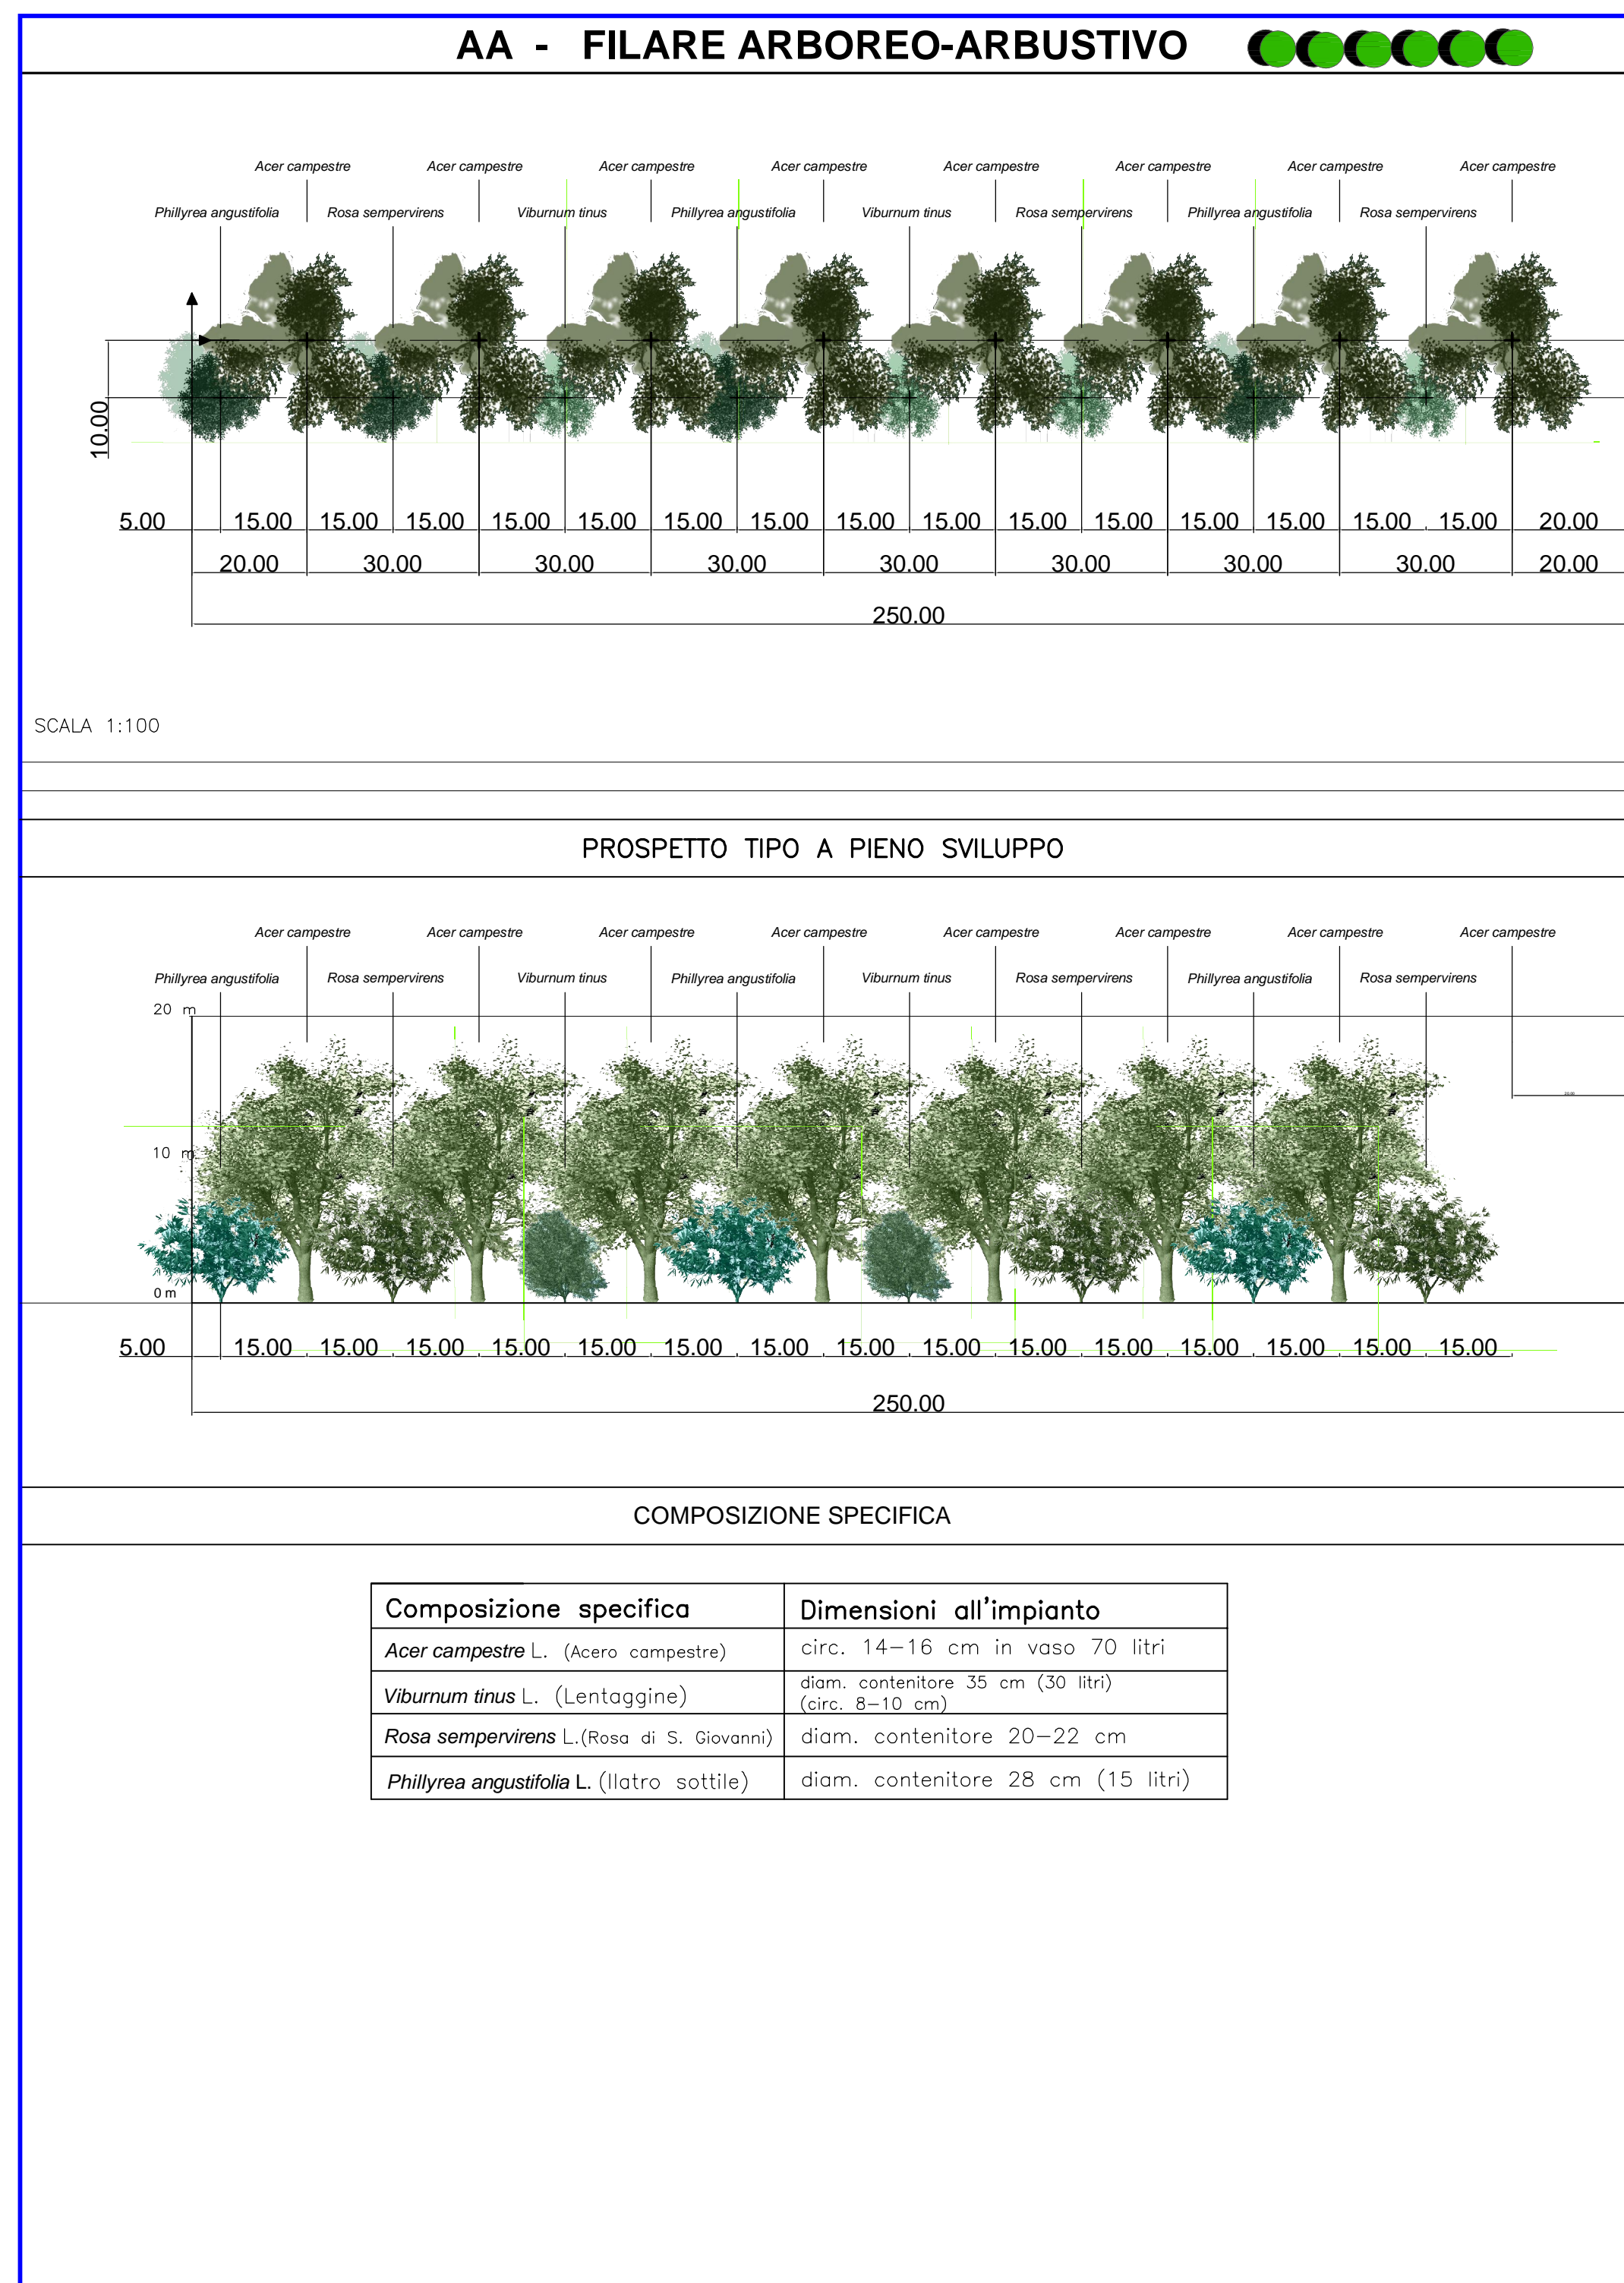 AA - FILARE ARBOREO-ARBUSTIVO
Acer campestre Acer campestre Acer campestre Acer campestre Acer campestre Acer campestre Acer campestre Acer campestre
Phillyrea angustifolia Rosa sempervirens Viburnum tinus Phillyrea angustifolia Viburnum tinus Rosa sempervirens Phillyrea angustifolia Rosa sempervirens
10.00
5.00 15.00 15.00 15.00 15.00 15.00 15.00 15.00 15.00 15.00 15.00 15.00 15.00 15.00 15.00 15.00 20.00
20.00 30.00 30.00 30.00 30.00 30.00 30.00 30.00 20.00
250.00
SCALA 1:100
PROSPETTO TIPO A PIENO SVILUPPO
Acer campestre Acer campestre Acer campestre Acer campestre Acer campestre Acer campestre Acer campestre Acer campestre
Phillyrea angustifolia Rosa sempervirens Viburnum tinus Phillyrea angustifolia Viburnum tinus Rosa sempervirens Phillyrea angustifolia Rosa sempervirens
20 m
10 m
0 m
5.00 15.00 15.00 15.00 15.00 15.00 15.00 15.00 15.00 15.00 15.00 15.00 15.00 15.00 15.00 15.00
250.00
COMPOSIZIONE SPECIFICA
Composizione specifica Dimensioni all'impianto
Acer campestre L. (Acero campestre) circ. 14-16 cm in vaso 70 litri
Viburnum tinus L. (Lentaggine) diam. contenitore 35 cm (30 litri)
(circ. 8-10 cm)
Rosa sempervirens L.(Rosa di S. Giovanni) diam. contenitore 20-22 cm
Phillyrea angustifolia L. (Ilatro sottile) diam. contenitore 28 cm (15 litri)